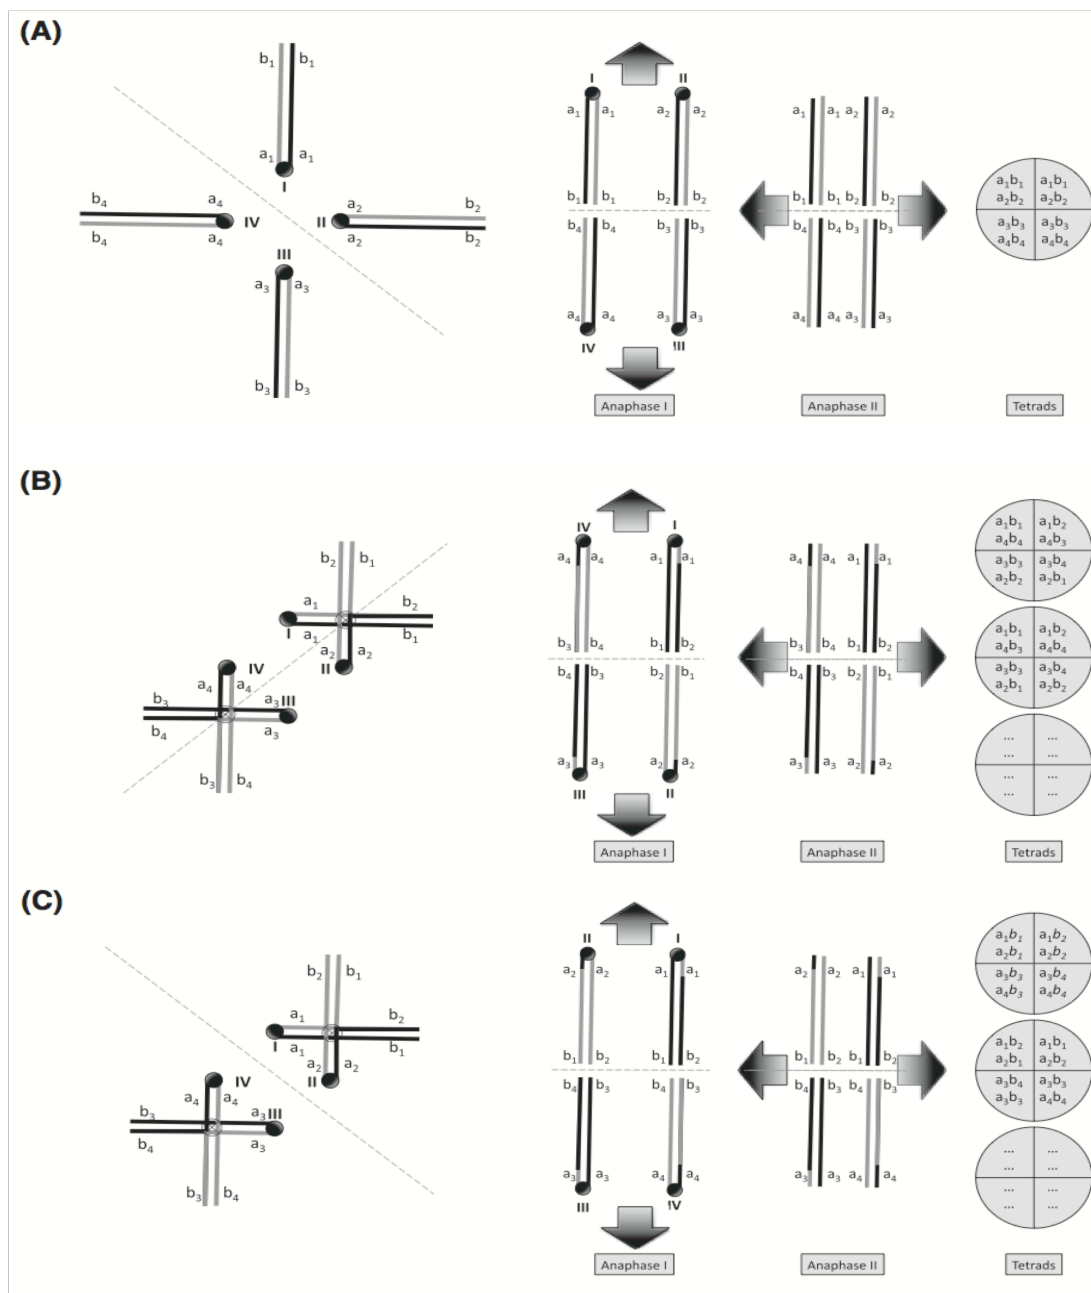 (A)
b₁ b₁
a₁ a₁
I
b₄ a₄ IV II a₂ b₂
b₄ a₄ a₂ b₂
III
a₃ a₃
b₃ b₃
I II
a₁ a₁ a₂ a₂
b₁ b₁ b₂ b₂
b₄ b₄ b₃ b₃
a₄ a₄ a₃ a₃
IV III
Anaphase I
a₁ a₁ a₂ a₂
b₁ b₁ b₂ b₂
b₄ b₄ b₃ b₃
a₄ a₄ a₃ a₃
Anaphase II
a₁b₁ a₁b₁
a₂b₂ a₂b₂
a₃b₃ a₃b₃
a₄b₄ a₄b₄
Tetrads
(B)
b₂ b₁
a₁ b₂
I a₁ b₁
a₂ a₂
II
IV
a₄ a₄
b₃ a₃ III
b₄ a₃
b₃ b₄
IV I
a₄ a₄ a₁ a₁
b₃ b₄ b₁ b₂
b₄ b₃ b₂ b₁
a₃ a₃ a₂ a₂
III II
Anaphase I
a₄ a₄ a₁ a₁
b₃ b₄ b₁ b₂
b₄ b₃ b₂ b₁
a₃ a₃ a₂ a₂
Anaphase II
a₁b₁ a₁b₂
a₄b₄ a₄b₃
a₃b₃ a₃b₄
a₂b₂ a₂b₁
a₁b₁ a₁b₂
a₄b₃ a₄b₄
a₃b₃ a₃b₄
a₂b₁ a₂b₂
... ...
... ...
... ...
... ...
Tetrads
(C)
b₂ b₁
a₁ b₂
I a₁ b₁
a₂ a₂
II
IV
a₄ a₄
b₃ a₃ III
b₄ a₃
b₃ b₄
II I
a₂ a₂ a₁ a₁
b₁ b₂ b₁ b₂
b₄ b₃ b₄ b₃
a₃ a₃ a₄ a₄
III IV
Anaphase I
a₂ a₂ a₁ a₁
b₁ b₂ b₁ b₂
b₄ b₃ b₄ b₃
a₃ a₃ a₄ a₄
Anaphase II
a₁b₁ a₁b₂
a₂b₁ a₂b₂
a₃b₃ a₃b₄
a₄b₃ a₄b₄
a₁b₂ a₁b₁
a₂b₁ a₂b₂
a₃b₄ a₃b₃
a₃b₃ a₄b₄
... ...
... ...
... ...
... ...
Tetrads